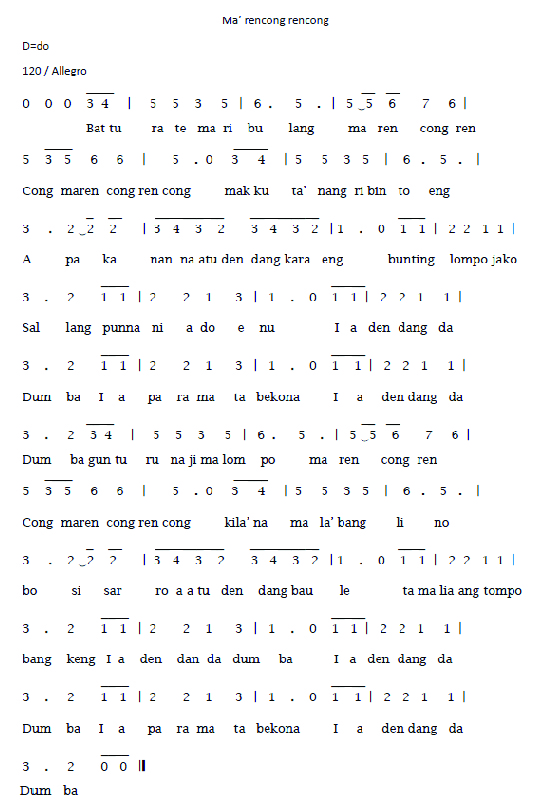 Ma’ rencong rencong
D=do
120 / Allegro
0 0 0 3 4 | 5 5 3 5 | 6 . 5 . | 5 5 6 7 6 |
Bat tu ra te ma ri bu lang ma ren cong ren
5 3 5 6 6 | 5 . 0 3 4 | 5 5 3 5 | 6 . 5 . |
Cong maren cong ren cong mak ku ta’ nang ri bin to eng
3 . 2 2 2 | 3 4 3 2 3 4 3 2 | 1 . 0 1 1 | 2 2 1 1 |
A pa ka nan na atu den dang kara eng bunting lompo jako
3 . 2 1 1 | 2 2 1 3 | 1 . 0 1 1 | 2 2 1 1 |
Sal lang punna ni a do e nu I a den dang da
3 . 2 1 1 | 2 2 1 3 | 1 . 0 1 1 | 2 2 1 1 |
Dum ba I a pa ra ma ta bekona I a den dang da
3 . 2 3 4 | 5 5 3 5 | 6 . 5 . | 5 5 6 7 6 |
Dum ba gun tu ru na ji ma lom po ma ren cong ren
5 3 5 6 6 | 5 . 0 3 4 | 5 5 3 5 | 6 . 5 . |
Cong maren cong ren cong kila’ na ma la’ bang li no
3 . 2 2 2 | 3 4 3 2 3 4 3 2 | 1 . 0 1 1 | 2 2 1 1 |
bo si sar ro a a tu den dang bau le ta ma lia ang tompo
3 . 2 1 1 | 2 2 1 3 | 1 . 0 1 1 | 2 2 1 1 |
bang keng I a den dan da dum ba I a den dang da
3 . 2 1 1 | 2 2 1 3 | 1 . 0 1 1 | 2 2 1 1 |
Dum ba I a pa ra ma ta bekona I a den dang da
3 . 2 0 0 ||
Dum ba